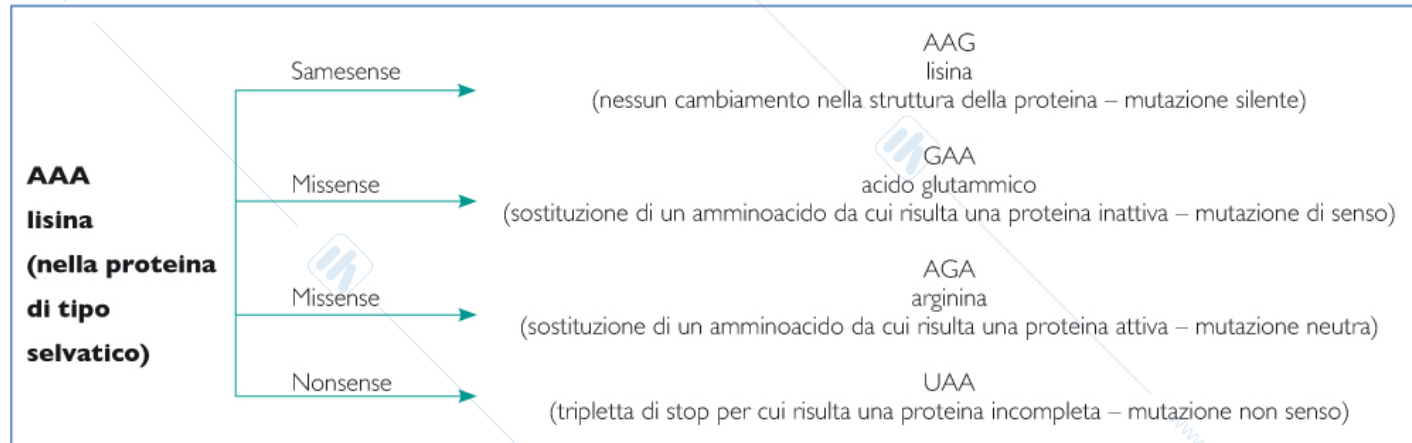 AAA
lisina
(nella proteina
di tipo
selvatico)
Samesense
AAG
lisina
(nessun cambiamento nella struttura della proteina – mutazione silente)
Missense
GAA
acido glutammico
(sostituzione di un amminoacido da cui risulta una proteina inattiva – mutazione di senso)
Missense
AGA
arginina
(sostituzione di un amminoacido da cui risulta una proteina attiva – mutazione neutra)
Nonsense
UAA
(tripletta di stop per cui risulta una proteina incompleta – mutazione non senso)
www